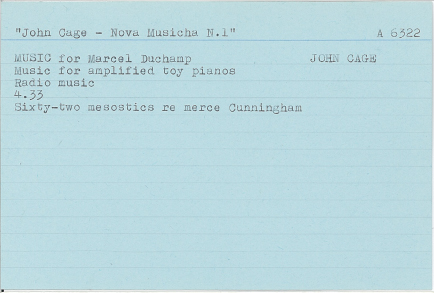 "John Cage - Nova Musicha N.1" A 6322
MUSIC for Marcel Duchamp JOHN CAGE
Music for amplified toy pianos
Radio music
4.33
Sixty-two mesostics re merce Cunningham